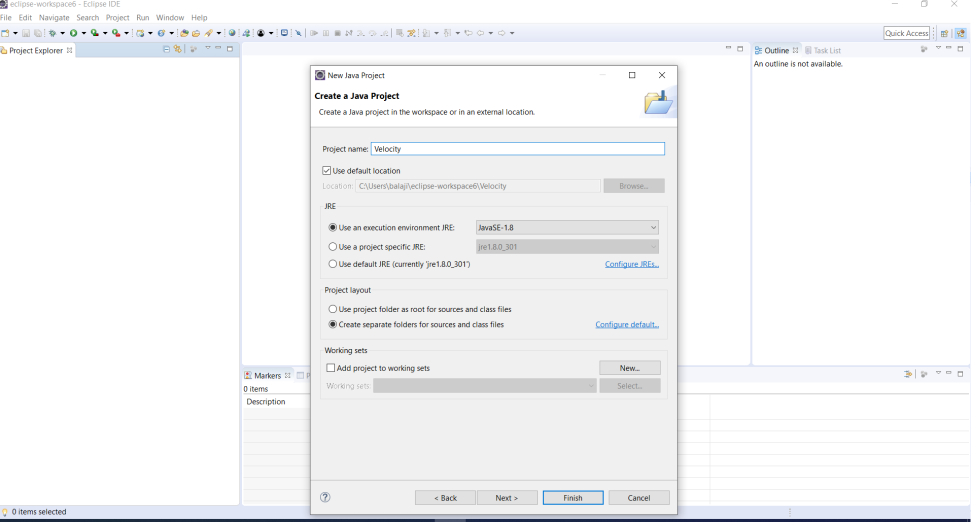 eclipse-workspace6 - Eclipse IDE
File Edit Navigate Search Project Run Window Help
Quick Access
Project Explorer
Outline Task List
An outline is not available.
New Java Project
Create a Java Project
Create a Java project in the workspace or in an external location.
Project name: Velocity
Use default location
Location: C:\Users\balaji\eclipse-workspace6\Velocity Browse...
JRE
Use an execution environment JRE: JavaSE-1.8
Use a project specific JRE: jre1.8.0_301
Use default JRE (currently 'jre1.8.0_301') Configure JREs...
Project layout
Use project folder as root for sources and class files
Create separate folders for sources and class files Configure default...
Working sets
Add project to working sets New...
Working sets: Select...
? < Back Next > Finish Cancel
Markers
0 items
Description
0 items selected